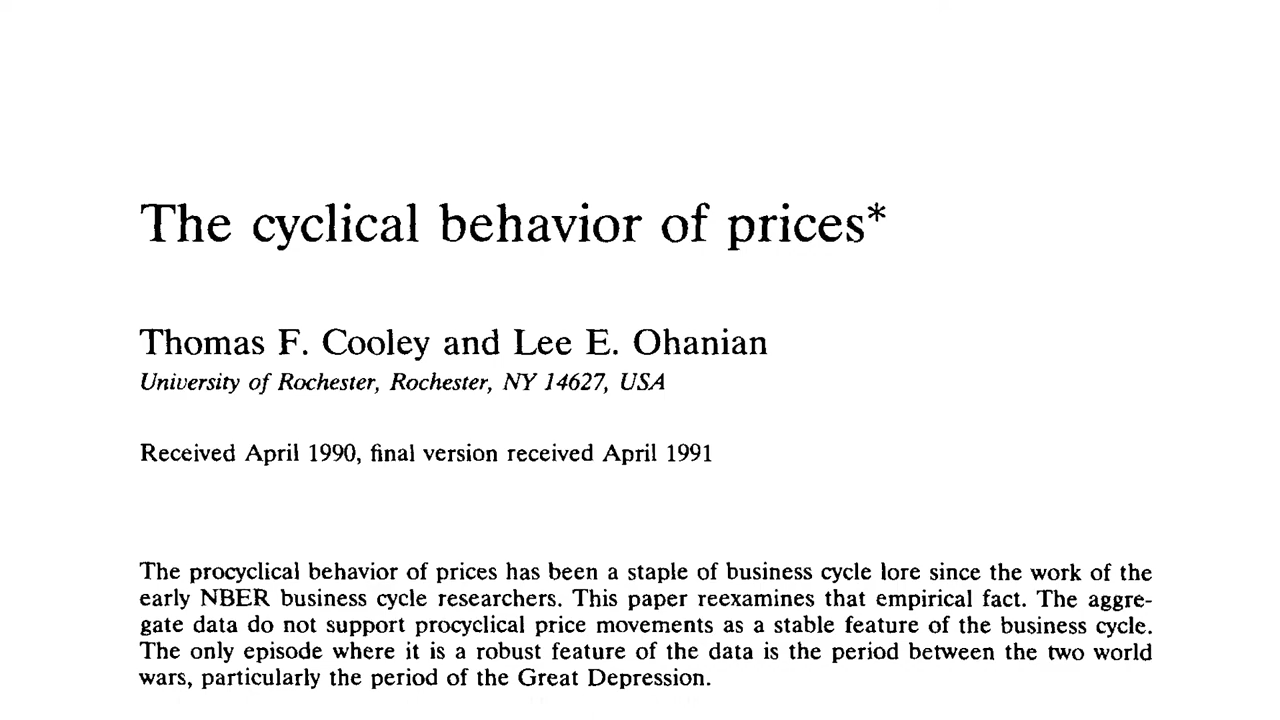 The cyclical behavior of prices*
Thomas F. Cooley and Lee E. Ohanian
University of Rochester, Rochester, NY 14627, USA
Received April 1990, final version received April 1991
The procyclical behavior of prices has been a staple of business cycle lore since the work of the
early NBER business cycle researchers. This paper reexamines that empirical fact. The aggre-
gate data do not support procyclical price movements as a stable feature of the business cycle.
The only episode where it is a robust feature of the data is the period between the two world
wars, particularly the period of the Great Depression.